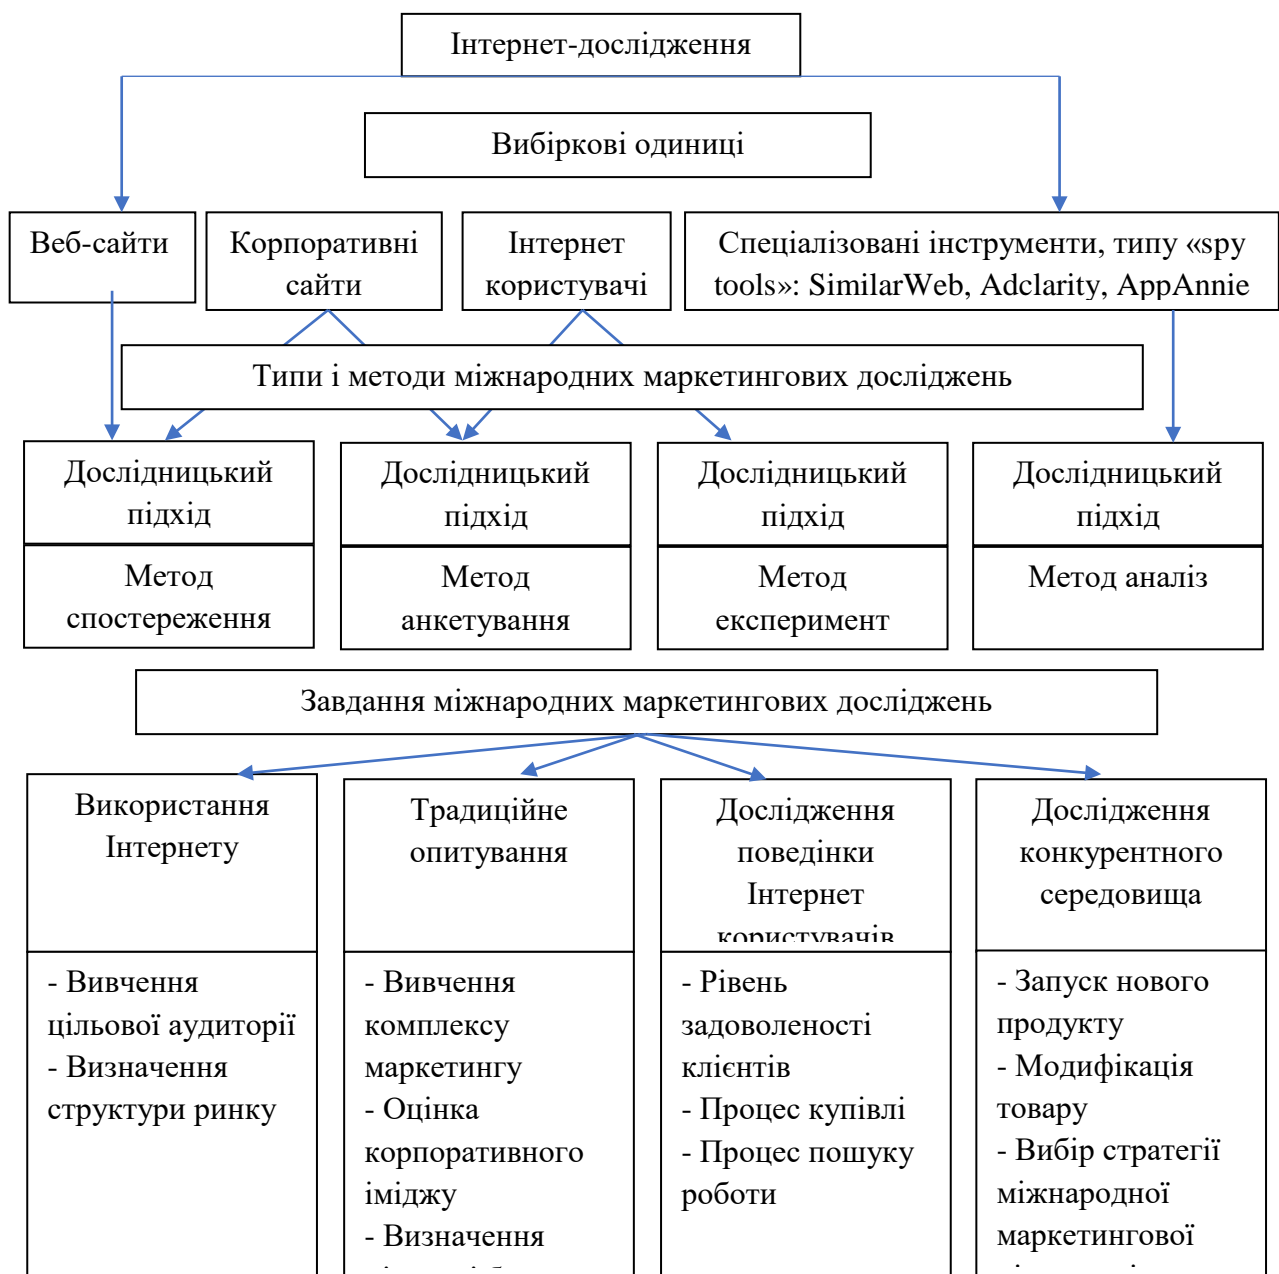 Інтернет-дослідження
Вибіркові одиниці
Веб-сайти
Корпоративні
сайти
Інтернет
користувачі
Спеціалізовані інструменти, типу «spy
tools»: SimilarWeb, Adclarity, AppAnnie
Типи і методи міжнародних маркетингових досліджень
Дослідницький
підхід
Метод
спостереження
Дослідницький
підхід
Метод
анкетування
Дослідницький
підхід
Метод
експеримент
Дослідницький
підхід
Метод аналіз
Завдання міжнародних маркетингових досліджень
Використання
Інтернету
- Вивчення
цільової аудиторії
- Визначення
структури ринку
Традиційне
опитування
- Вивчення
комплексу
маркетингу
- Оцінка
корпоративного
іміджу
- Визначення
Дослідження
поведінки
Інтернет
користувачів
- Рівень
задоволеності
клієнтів
- Процес купівлі
- Процес пошуку
роботи
Дослідження
конкурентного
середовища
- Запуск нового
продукту
- Модифікація
товару
- Вибір стратегії
міжнародної
маркетингової